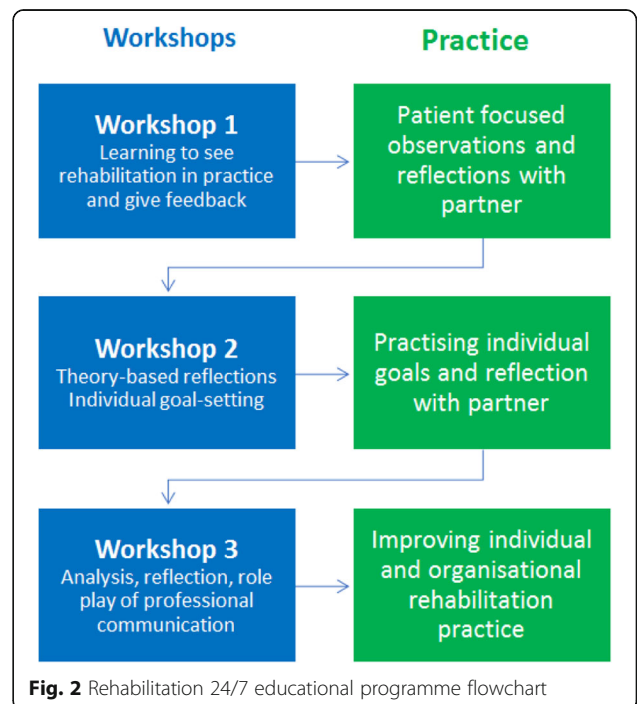 Workshops
Practice
Workshop 1
Learning to see
rehabilitation in practice
and give feedback
Patient focused
observations and
reflections with
partner
Workshop 2
Theory-based reflections
Individual goal-setting
Practising individual
goals and reflection
with partner
Workshop 3
Analysis, reflection, role
play of professional
communication
Improving individual
and organisational
rehabilitation
practice
Fig. 2 Rehabilitation 24/7 educational programme flowchart